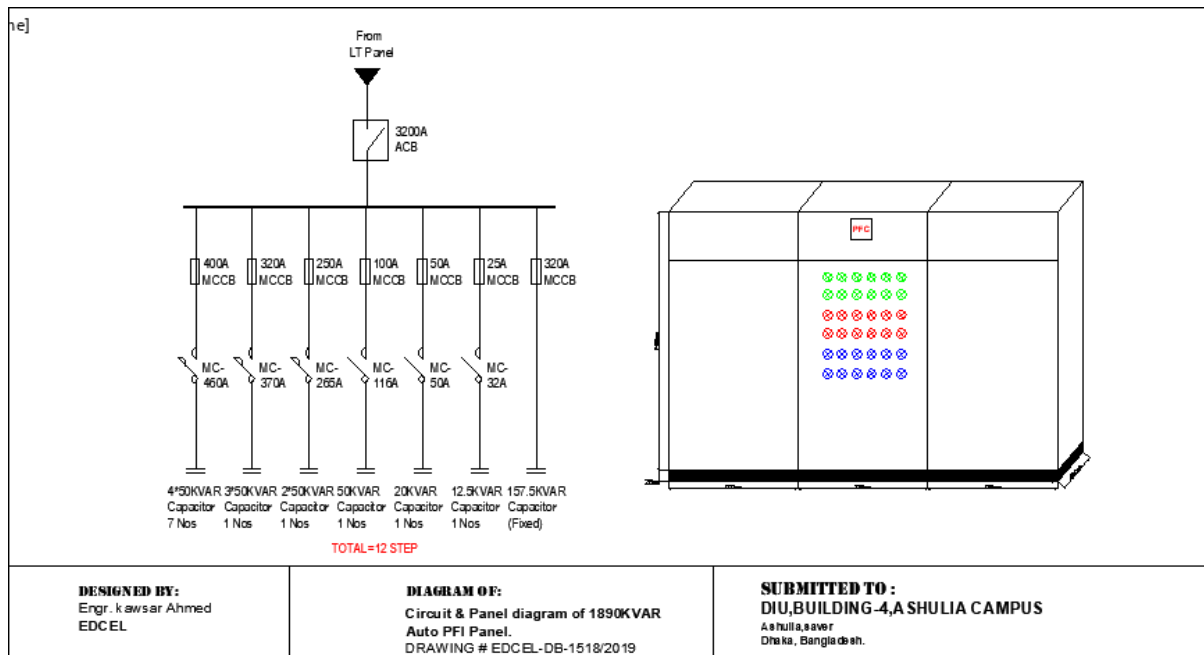 ne]
From
LT Panel
3200A
ACB
400A
MCCB
320A
MCCB
250A
MCCB
100A
MCCB
50A
MCCB
25A
MCCB
320A
MCCB
MC-
460A
MC-
370A
MC-
265A
MC-
116A
MC-
50A
MC-
32A
4*50KVAR
Capacitor
7 Nos
3*50KVAR
Capacitor
1 Nos
2*50KVAR
Capacitor
1 Nos
50KVAR
Capacitor
1 Nos
20KVAR
Capacitor
1 Nos
12.5KVAR
Capacitor
1 Nos
157.5KVAR
Capacitor
(Fixed)
TOTAL=12 STEP
PFC
DESIGNED BY:
Engr. kawsar Ahmed
EDCEL
DIAGRAM OF:
Circuit & Panel diagram of 1890KVAR
Auto PFI Panel.
DRAWING # EDCEL-DB-1518/2019
SUBMITTED TO :
DIU,BUILDING-4,ASHULIA CAMPUS
Ashulia,saver
Dhaka, Bangladesh.